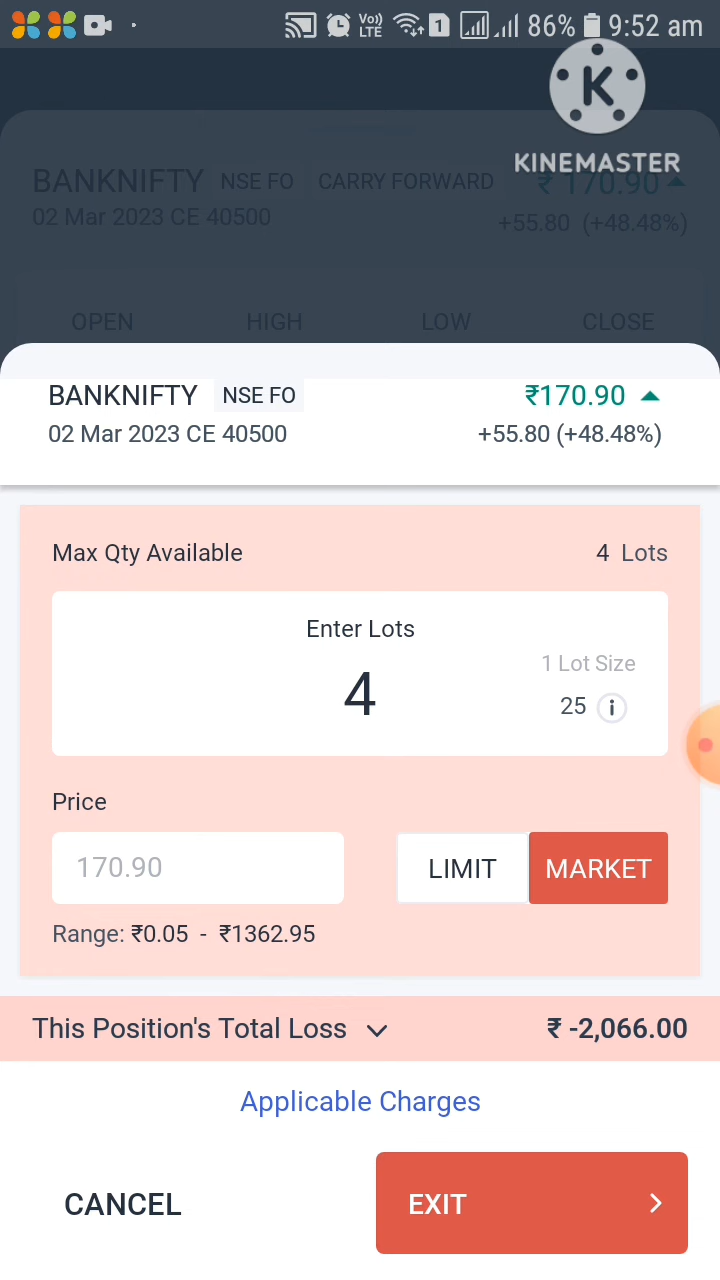 Vo)) LTE 1 86% 9:52 am
K
KINEMASTER
BANKNIFTY NSE FO CARRY FORWARD ₹ 170.90
02 Mar 2023 CE 40500 +55.80 (+48.48%)
OPEN HIGH LOW CLOSE
BANKNIFTY NSE FO ₹170.90
02 Mar 2023 CE 40500 +55.80 (+48.48%)
Max Qty Available 4 Lots
Enter Lots
1 Lot Size
4
25 i
Price
170.90 LIMIT MARKET
Range: ₹0.05 - ₹1362.95
This Position's Total Loss ₹ -2,066.00
Applicable Charges
CANCEL EXIT